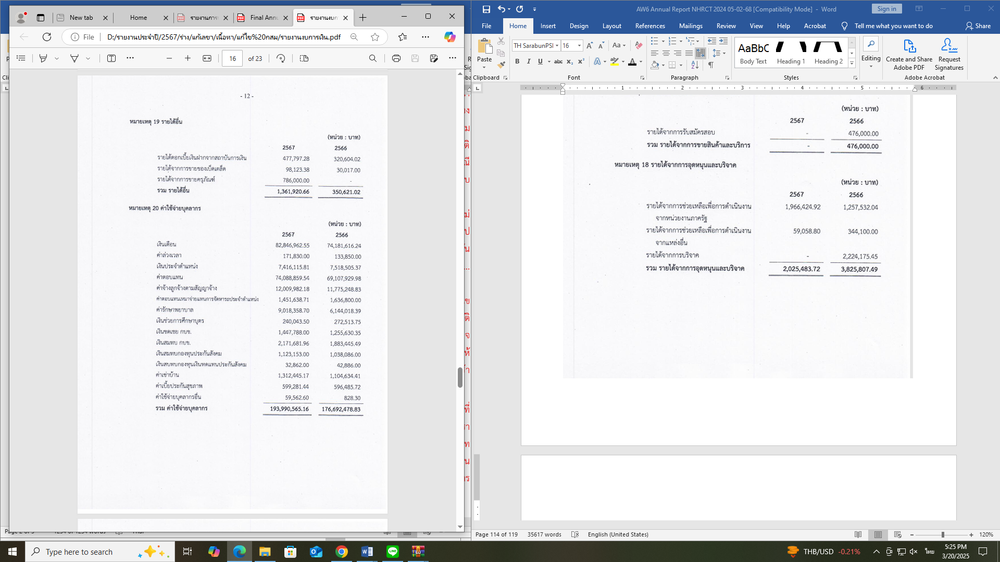 New tab
Home
รายงานการ
Final Annu
รายงานงบก
File
D:/รายงานประจำปี/2567/ร่าง/แก้เลขา/เนื้อหา/แก้ไข%20กสม/รายงานงบการเงิน.pdf
16 of 23
- 12 -
หมายเหตุ 19 รายได้อื่น
(หน่วย : บาท)
2567 2566
รายได้ดอกเบี้ยเงินฝากจากสถาบันการเงิน 477,797.28 320,604.02
รายได้จากการขายของเบ็ดเตล็ด 98,123.38 30,017.00
รายได้จากการขายครุภัณฑ์ 786,000.00 -
รวม รายได้อื่น 1,361,920.66 350,621.02
หมายเหตุ 20 ค่าใช้จ่ายบุคลากร
(หน่วย : บาท)
2567 2566
เงินเดือน 82,846,962.55 74,181,616.24
ค่าล่วงเวลา 171,830.00 133,850.00
เงินประจำตำแหน่ง 7,416,115.81 7,518,505.37
ค่าตอบแทน 74,088,859.54 69,107,929.98
ค่าจ้างลูกจ้างตามสัญญาจ้าง 12,009,982.18 11,775,248.83
ค่าตอบแทนเหมาจ่ายแทนการจัดหารถประจำตำแหน่ง 1,451,638.71 1,636,800.00
ค่ารักษาพยาบาล 9,018,358.70 6,144,018.39
เงินช่วยการศึกษาบุตร 240,043.50 272,513.75
เงินชดเชย กบข. 1,447,788.00 1,255,630.35
เงินสมทบ กบข. 2,171,681.96 1,883,445.49
เงินสมทบกองทุนประกันสังคม 1,123,153.00 1,038,086.00
เงินสบทบกองทุนเงินทดแทนประกันสังคม 32,862.00 42,886.00
ค่าเช่าบ้าน 1,312,445.17 1,104,634.41
ค่าเบี้ยประกันสุขภาพ 599,281.44 596,485.72
ค่าใช้จ่ายบุคลากรอื่น 59,562.60 828.30
รวม ค่าใช้จ่ายบุคลากร 193,990,565.16 176,692,478.83
AW6 Annual Report NHRCT 2024 05-02-68 [Compatibility Mode] - Word
Sign in
File Home Insert Design Layout References Mailings Review View Help Acrobat Tell me what you want to do Share
Paste
Clipboard
TH SarabunPSI 16
Font
Paragraph
AaBbC
Body Text Heading 1 Heading 2
Styles
Editing
Create and Share Adobe PDF
Request Signatures
Adobe Acrobat
1 2 3 4 5 6
(หน่วย : บาท)
2567 2566
รายได้จากการรับสมัครสอบ - 476,000.00
รวม รายได้จากการขายสินค้าและบริการ - 476,000.00
หมายเหตุ 18 รายได้จากการอุดหนุนและบริจาค
(หน่วย : บาท)
2567 2566
รายได้จากการช่วยเหลือเพื่อการดำเนินงาน 1,966,424.92 1,257,532.04
จากหน่วยงานภาครัฐ
รายได้จากการช่วยเหลือเพื่อการดำเนินงาน 59,058.80 344,100.00
จากแหล่งอื่น
รายได้จากการบริจาค - 2,224,175.45
รวม รายได้จากการอุดหนุนและบริจาค 2,025,483.72 3,825,807.49
Page 114 of 119 35617 words English (United States) 120%
Type here to search
THB/USD -0.21%
ไทย
5:25 PM
3/20/2025